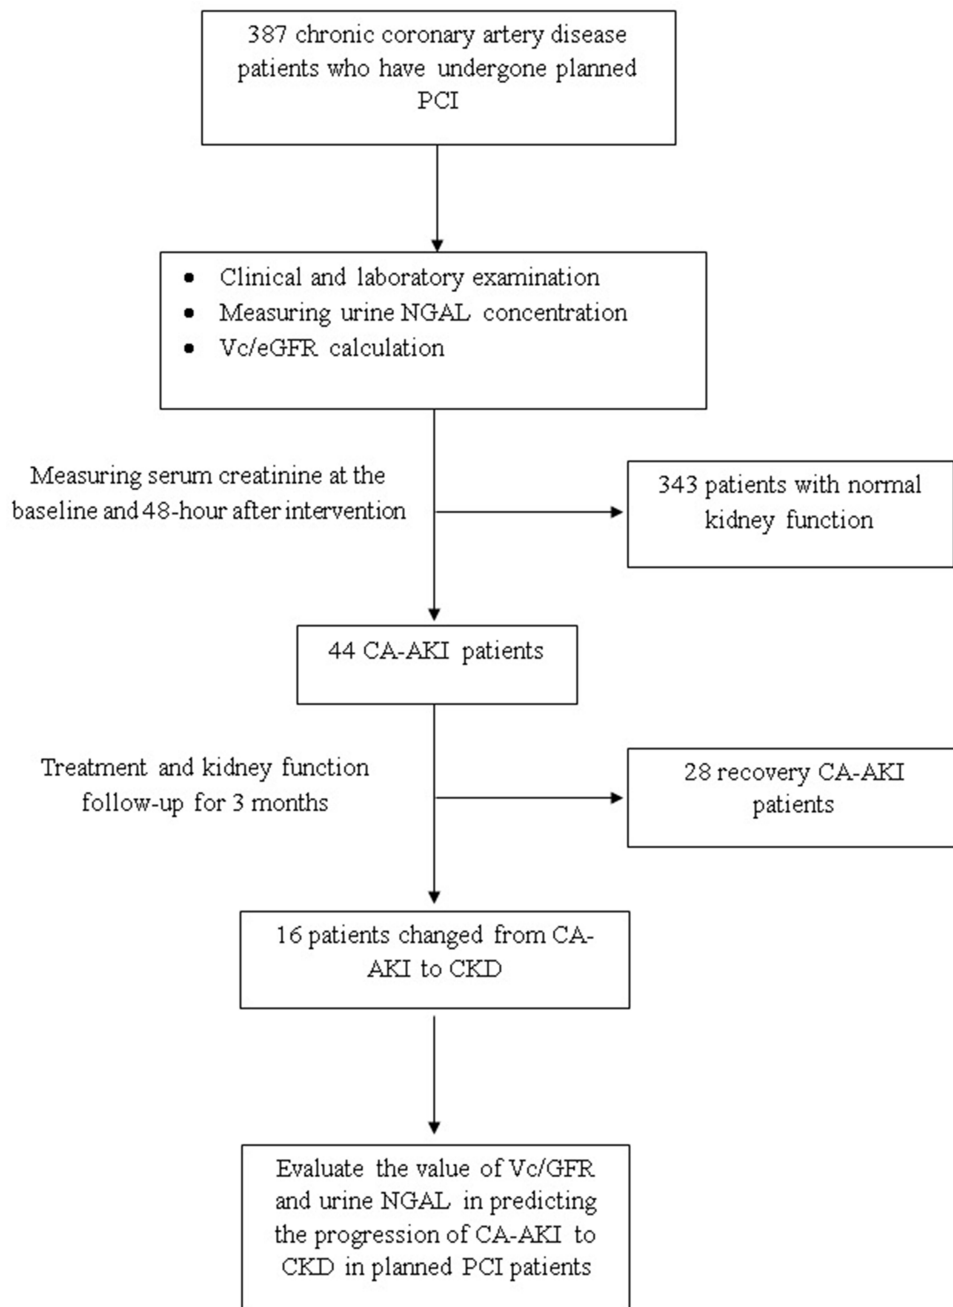 387 chronic coronary artery disease
patients who have undergone planned
PCI
• Clinical and laboratory examination
• Measuring urine NGAL concentration
• Vc/eGFR calculation
Measuring serum creatinine at the
baseline and 48-hour after intervention
343 patients with normal
kidney function
44 CA-AKI patients
Treatment and kidney function
follow-up for 3 months
28 recovery CA-AKI
patients
16 patients changed from CA-
AKI to CKD
Evaluate the value of Vc/GFR
and urine NGAL in predicting
the progression of CA-AKI to
CKD in planned PCI patients